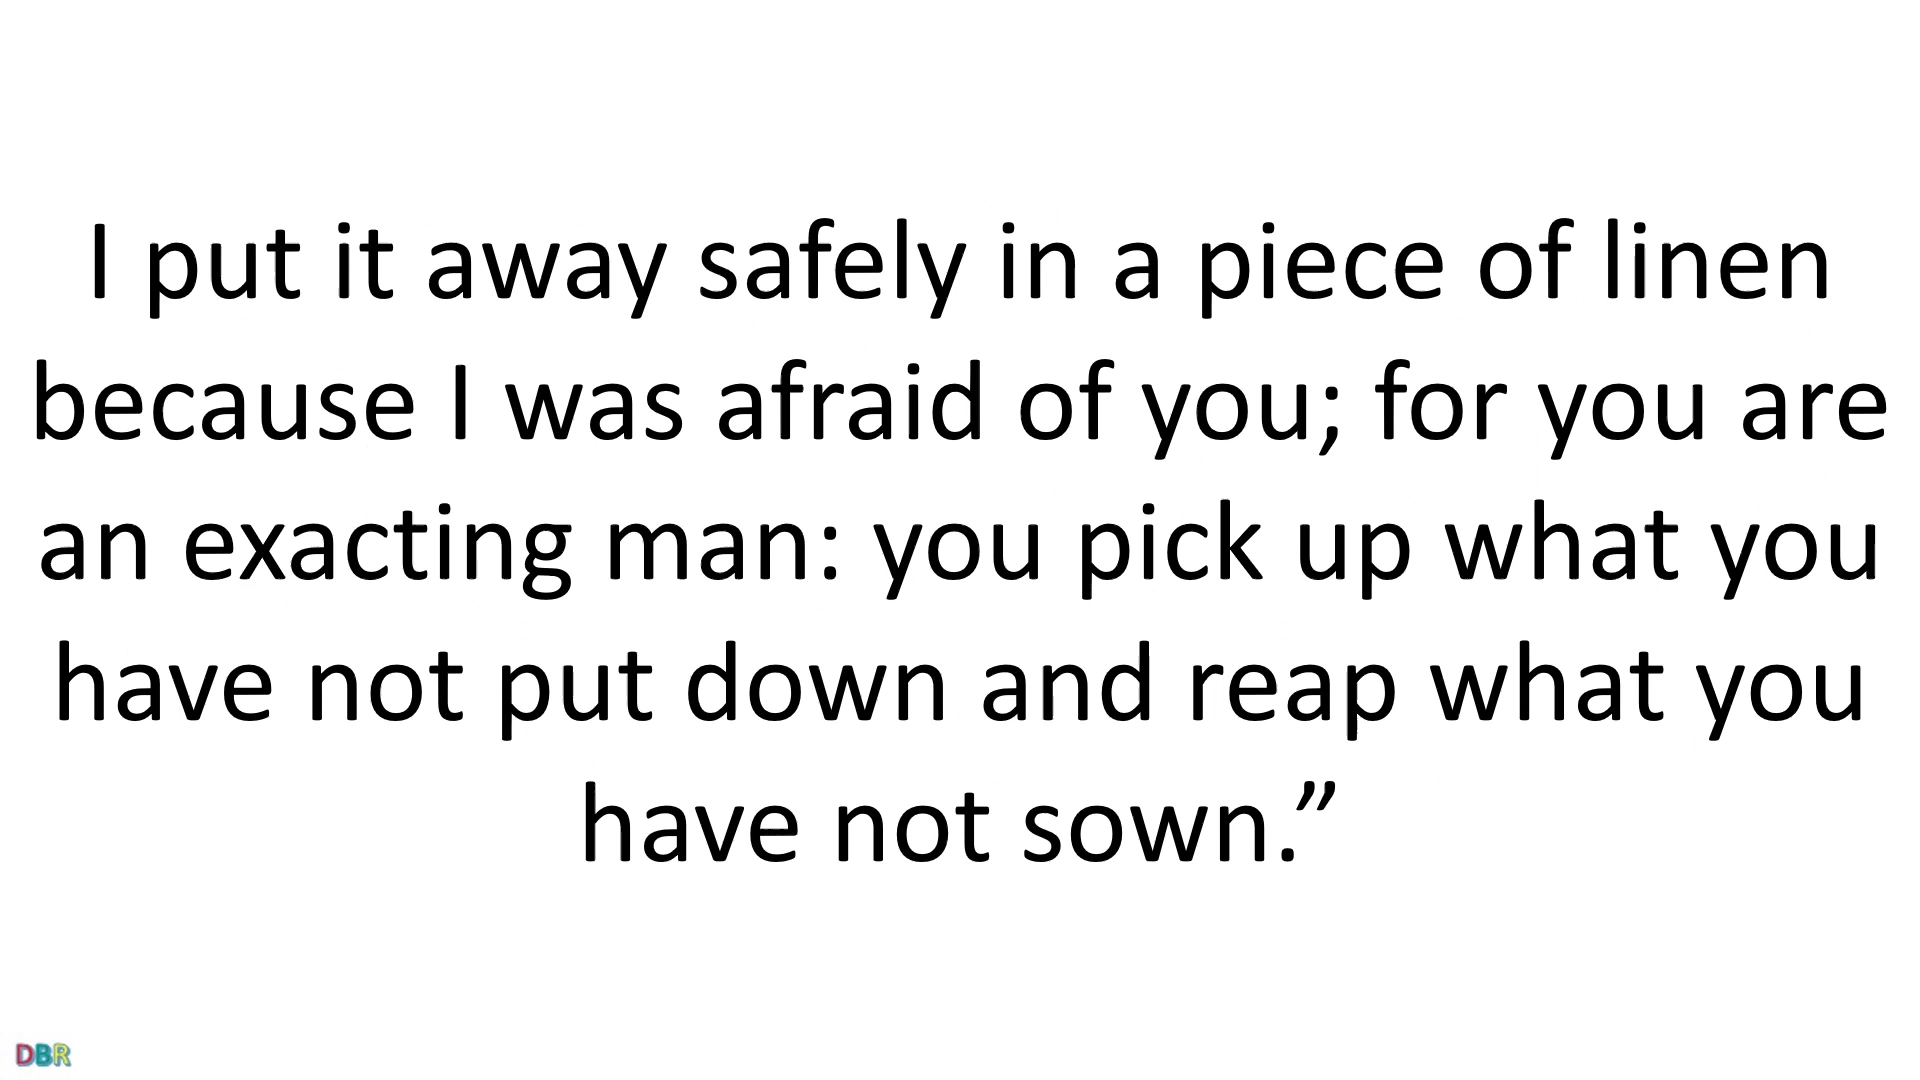 I put it away safely in a piece of linen
because I was afraid of you; for you are
an exacting man: you pick up what you
have not put down and reap what you
have not sown.”
DBR